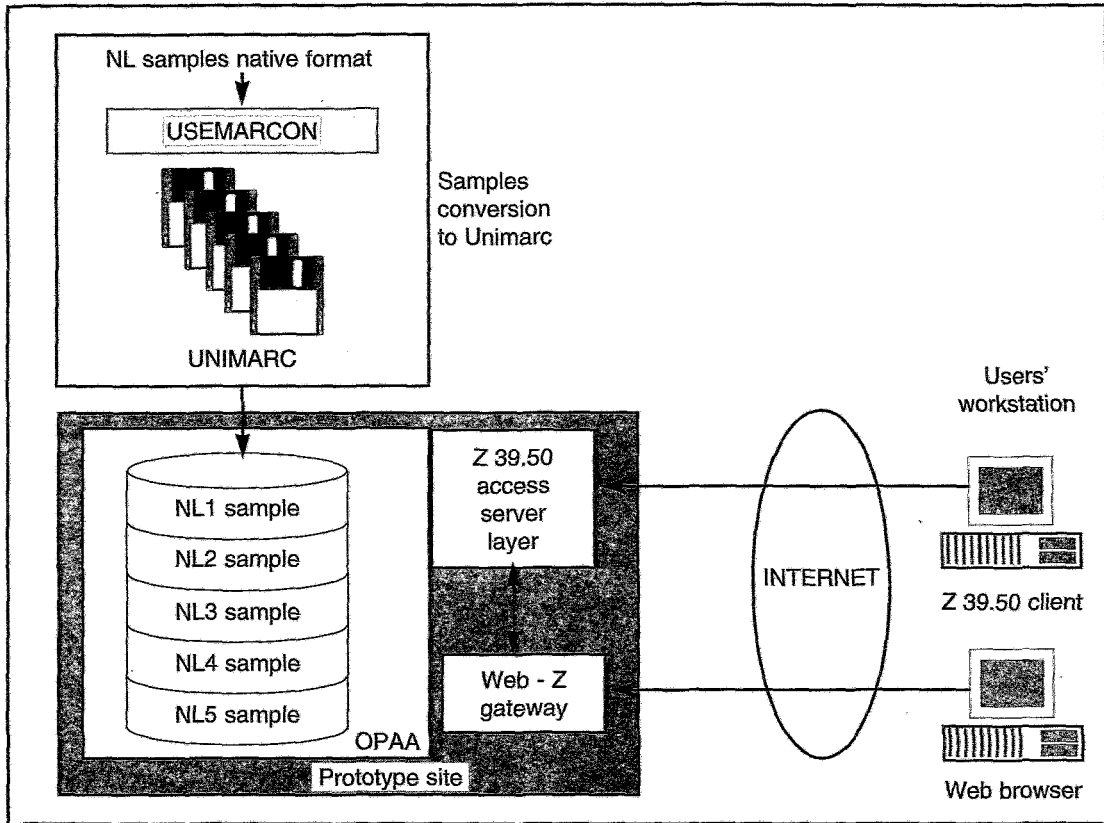 NL samples native format
USEMARCON
Samples
conversion
to Unimarc
UNIMARC
Users'
workstation
Z 39.50
access
server
layer
NL1 sample
NL2 sample
NL3 sample
NL4 sample
NL5 sample
INTERNET
Z 39.50 client
Web - Z
gateway
OPAA
Prototype site
Web browser